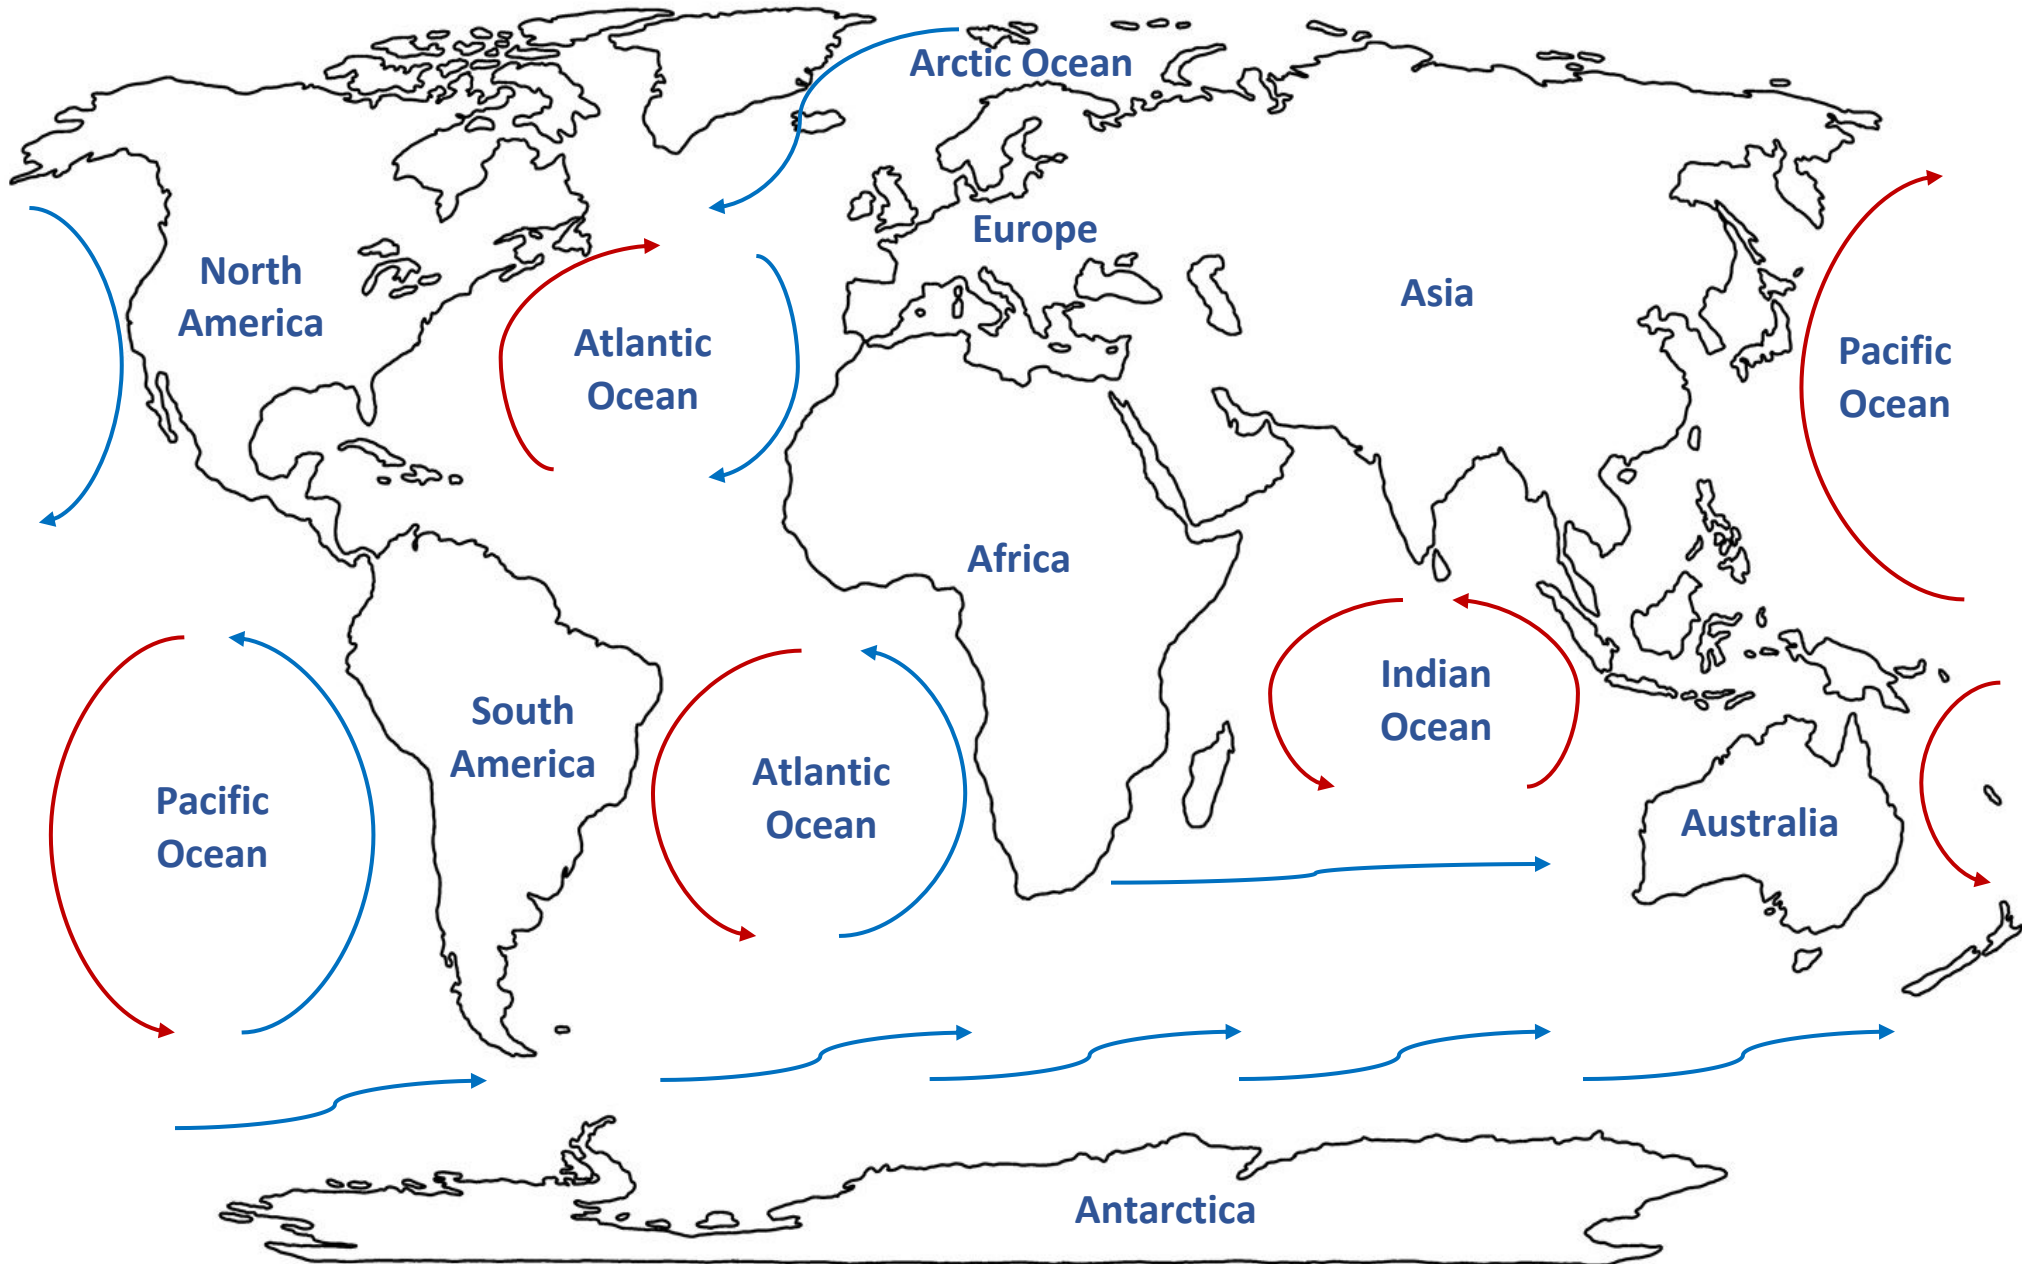 Arctic Ocean
Europe
North
America
Asia
Atlantic
Ocean
Pacific
Ocean
Africa
Indian
Ocean
South
America
Atlantic
Ocean
Pacific
Ocean
Australia
Antarctica